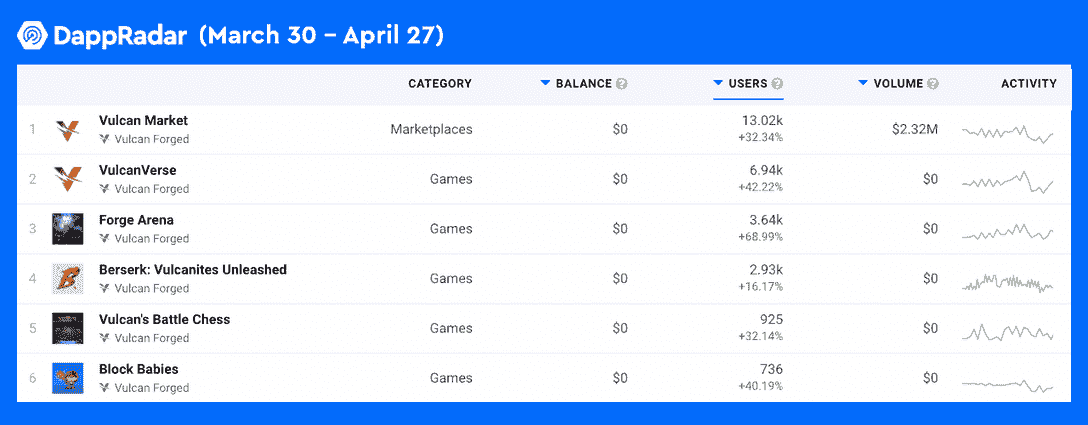 DappRadar (March 30 – April 27)
CATEGORY BALANCE ? USERS ? VOLUME ? ACTIVITY
1 Vulcan Market Marketplaces $0 13.02k $2.32M
Vulcan Forged +32.34%
2 VulcanVerse Games $0 6.94k $0
Vulcan Forged +42.22%
3 Forge Arena Games $0 3.64k $0
Vulcan Forged +68.99%
4 Berserk: Vulcanites Unleashed Games $0 2.93k $0
Vulcan Forged +16.17%
5 Vulcan's Battle Chess Games $0 925 $0
Vulcan Forged +32.14%
6 Block Babies Games $0 736 $0
Vulcan Forged +40.19%